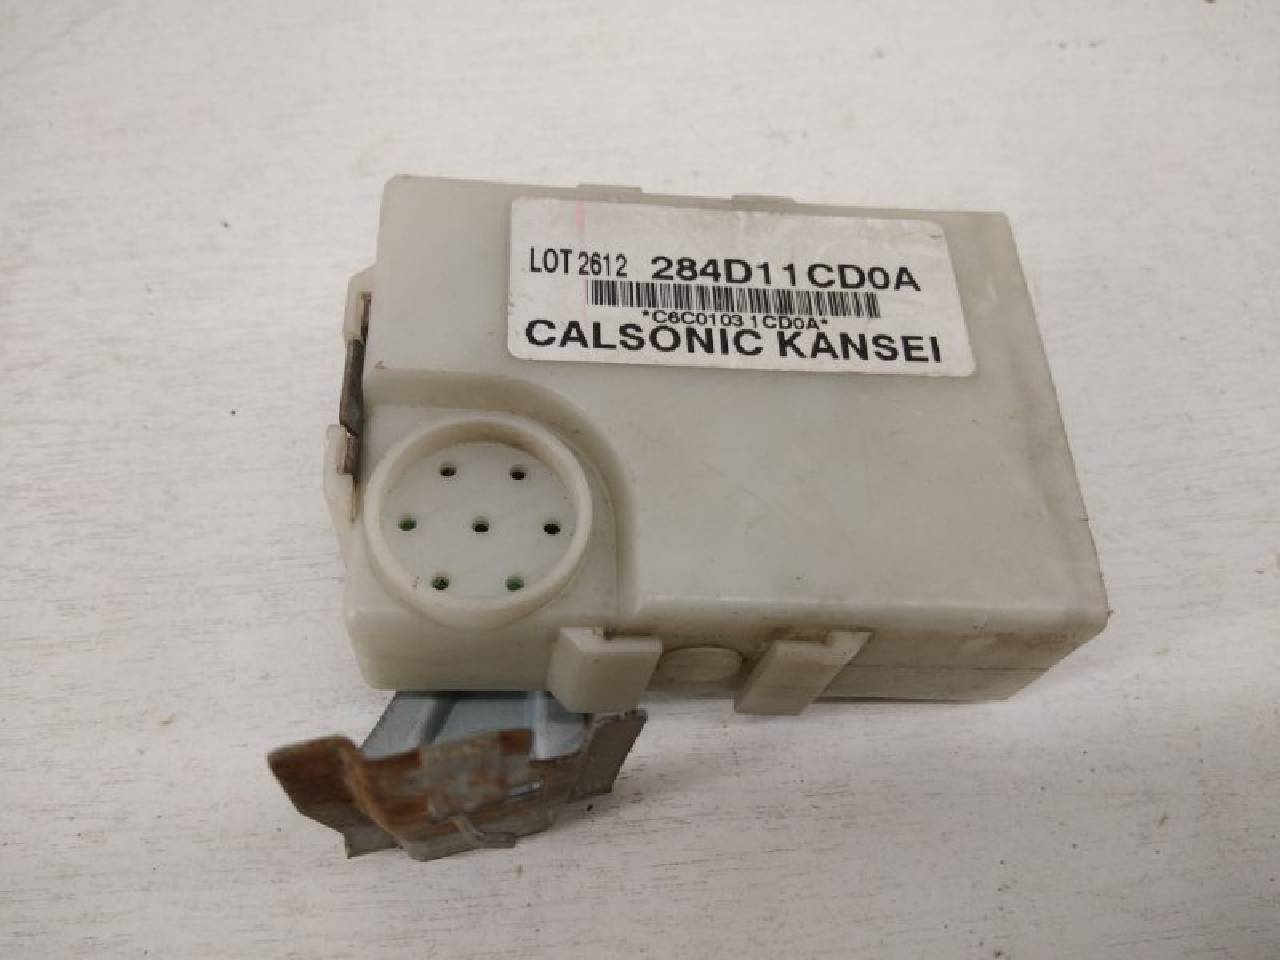 LOT 2612 284D11CD0A
*C6C0103 1CD0A*
CALSONIC KANSEI